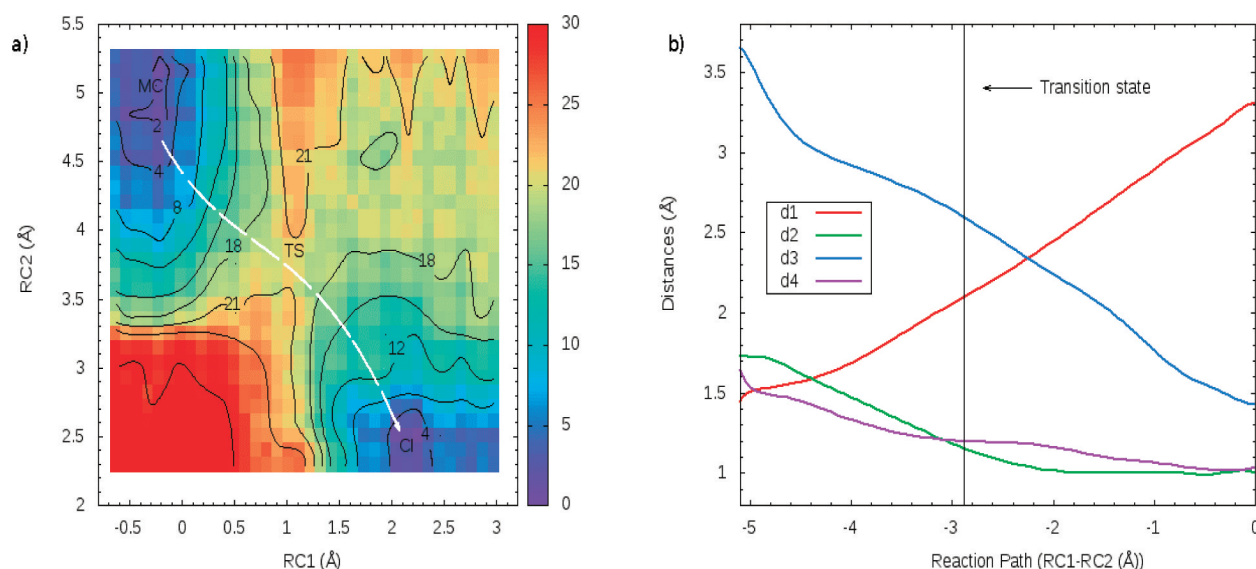 a)
5.5
5
4.5
4
3.5
3
2.5
2
RC2 (Å)
-0.5 0 0.5 1 1.5 2 2.5 3
RC1 (Å)
MC
2
4
8
18
21
TS
21
18
12
4
CI
30
25
20
15
10
5
0
b)
3.5
3
2.5
2
1.5
1
Distances (Å)
Transition state
d1
d2
d3
d4
-5 -4 -3 -2 -1 0
Reaction Path (RC1-RC2 (Å))